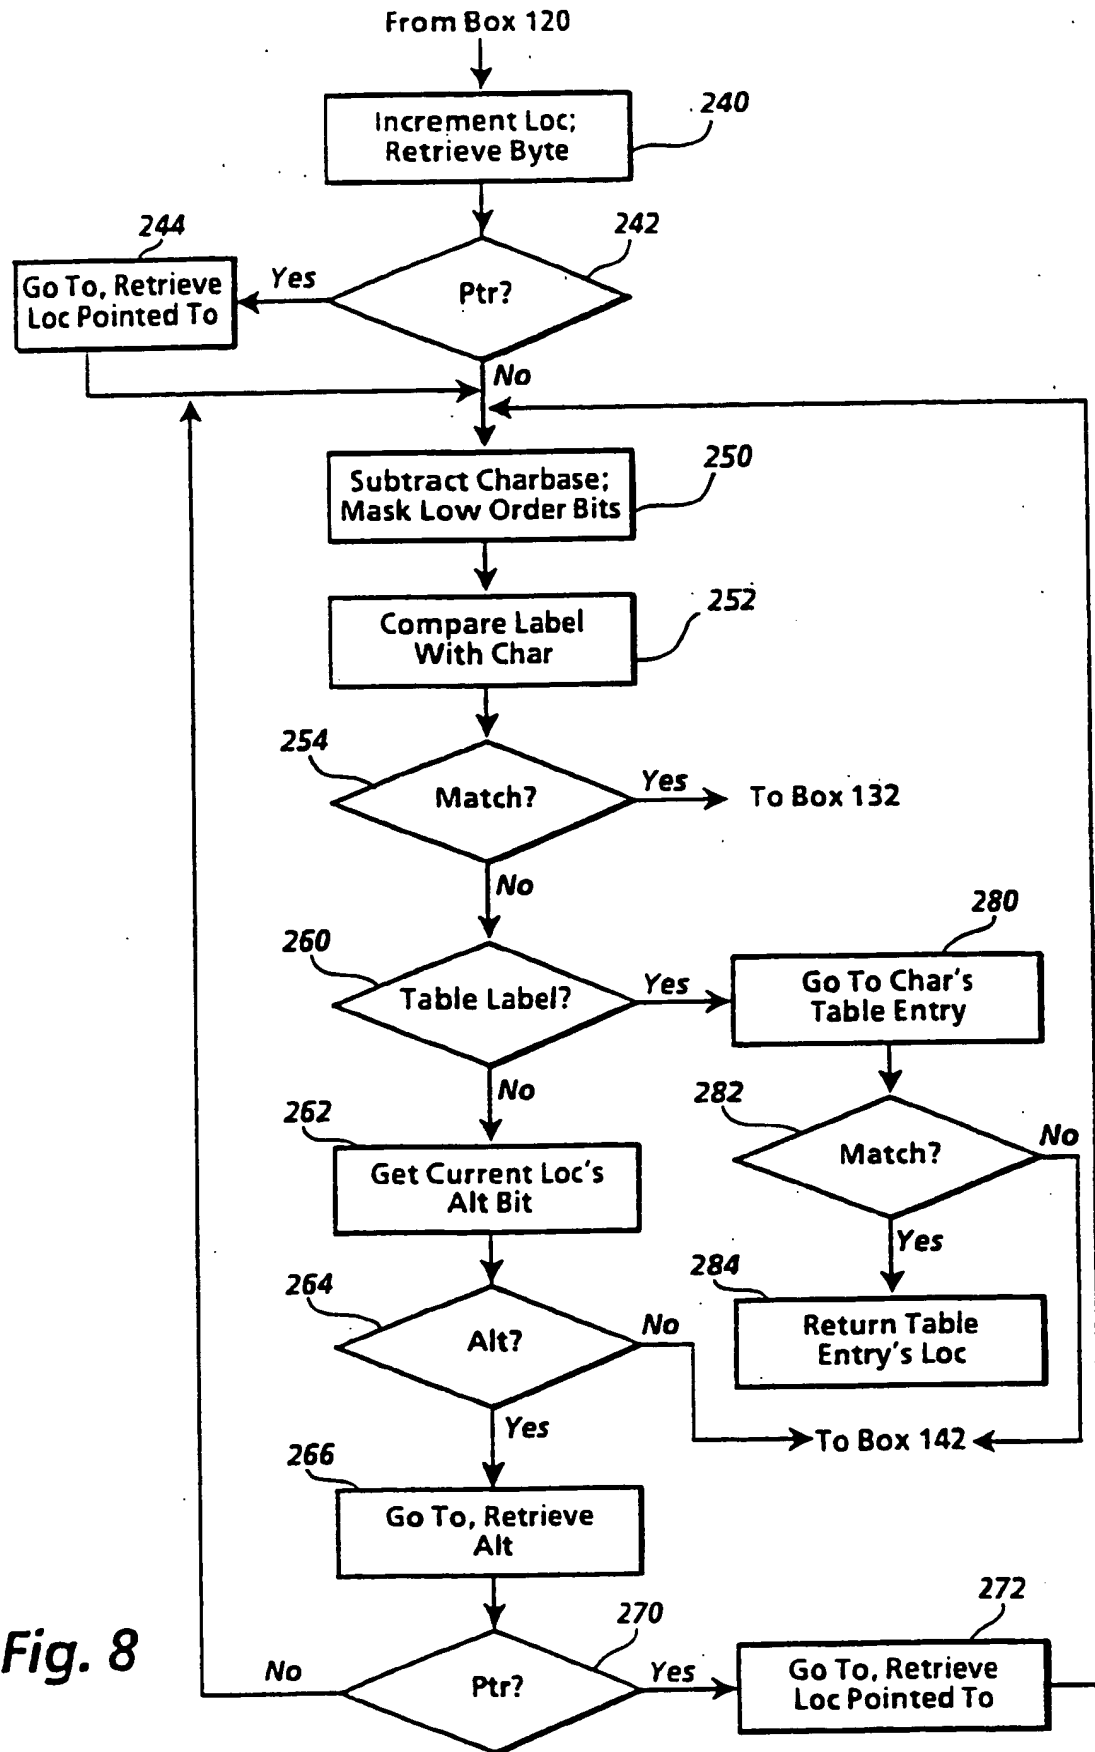 From Box 120
Increment Loc;
Retrieve Byte
240
242
244
Go To, Retrieve
Loc Pointed To
Yes
Ptr?
No
Subtract Charbase;
Mask Low Order Bits
250
Compare Label
With Char
252
254
Match?
Yes
To Box 132
No
260
Table Label?
Yes
280
Go To Char's
Table Entry
No
262
Get Current Loc's
Alt Bit
282
Match?
No
Yes
264
Alt?
No
284
Return Table
Entry's Loc
Yes
To Box 142
266
Go To, Retrieve
Alt
270
Ptr?
No
Yes
272
Go To, Retrieve
Loc Pointed To
Fig. 8